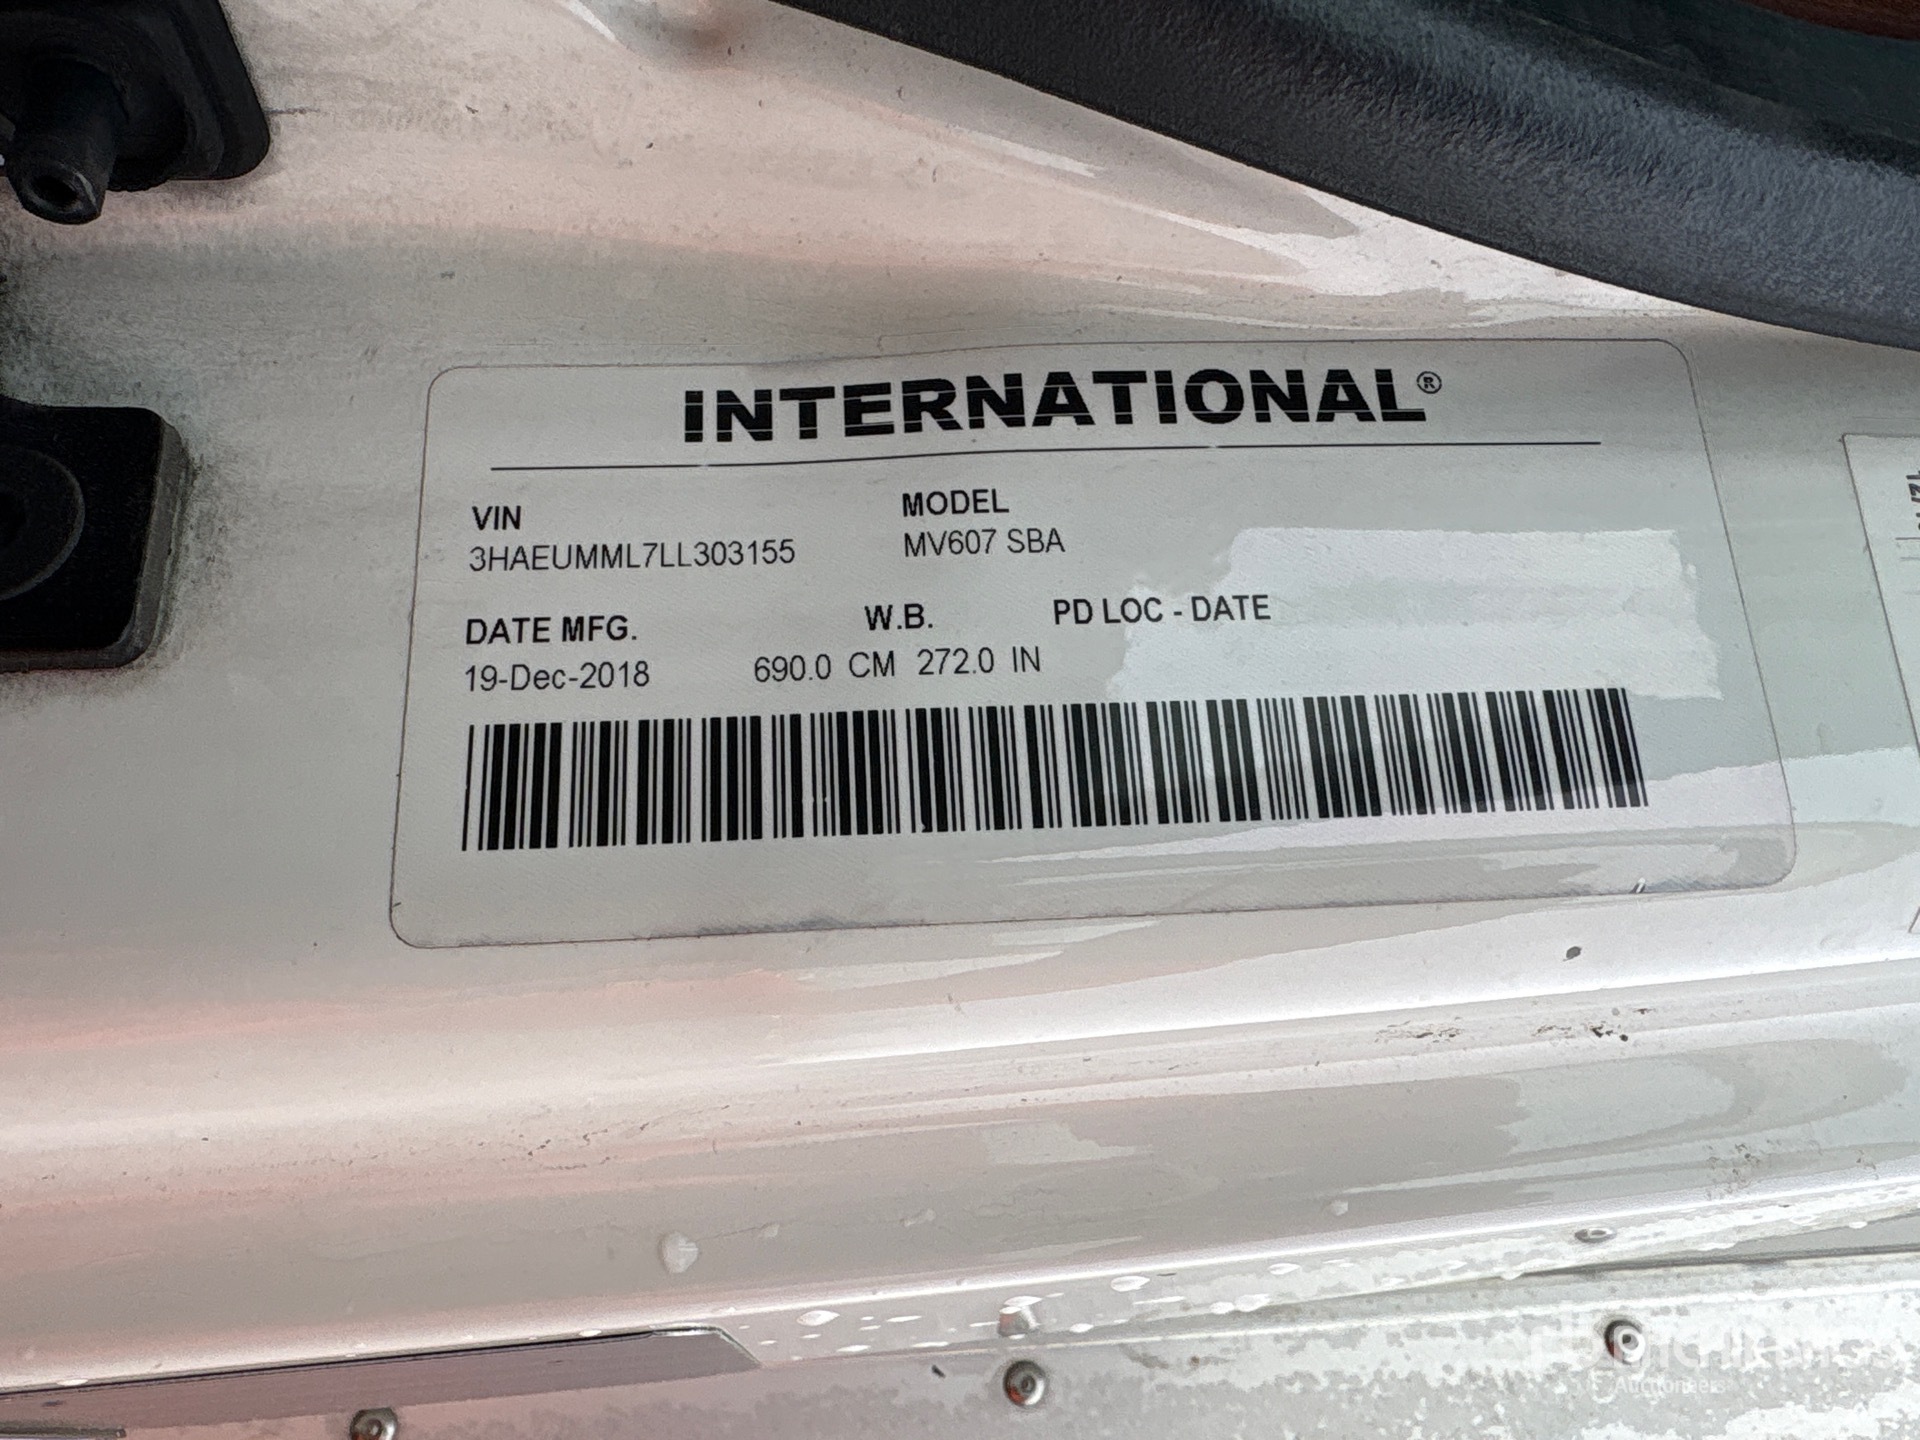 INTERNATIONAL®
VIN
3HAEUMML7LL303155
MODEL
MV607 SBA
DATE MFG.
19-Dec-2018
W.B.
690.0 CM 272.0 IN
PD LOC - DATE
Auctioneers